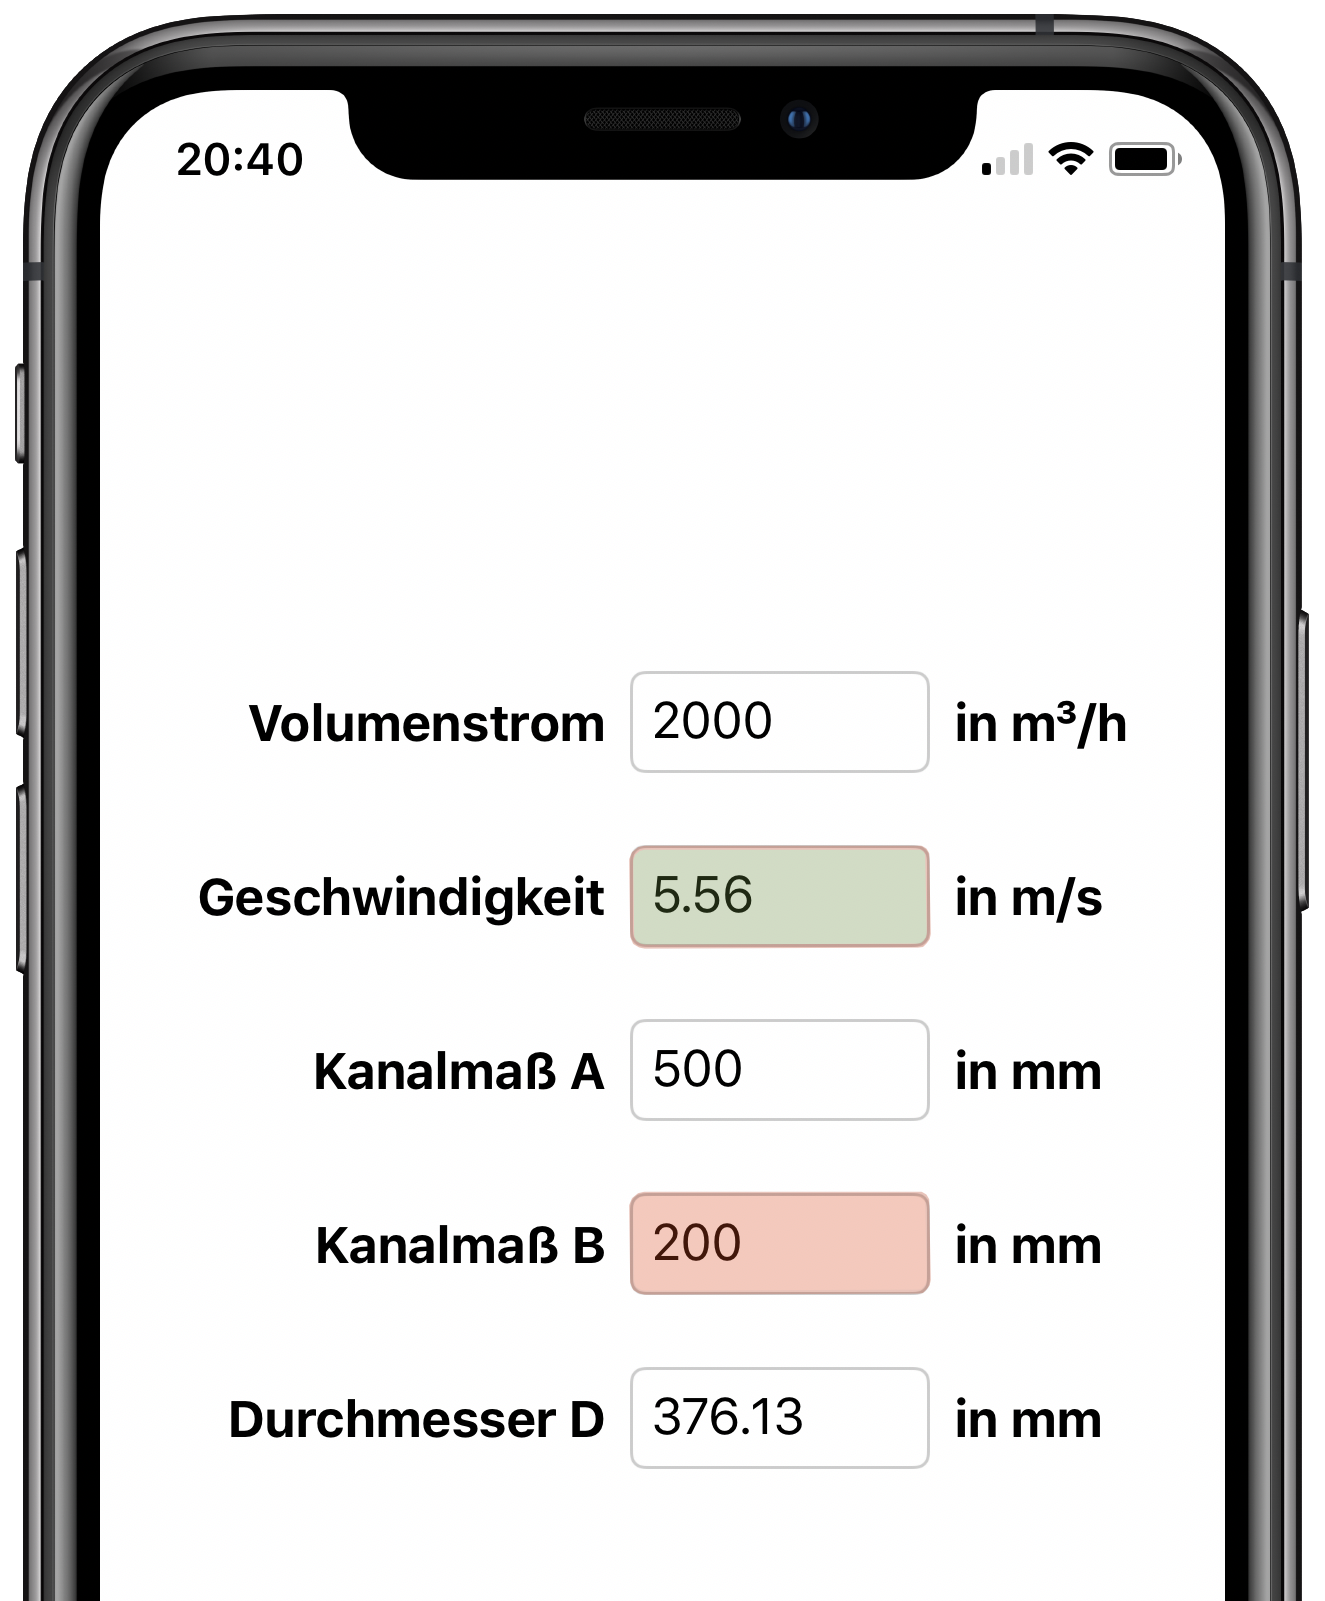 20:40
Volumenstrom 2000 in m³/h
Geschwindigkeit 5.56 in m/s
Kanalmaß A 500 in mm
Kanalmaß B 200 in mm
Durchmesser D 376.13 in mm